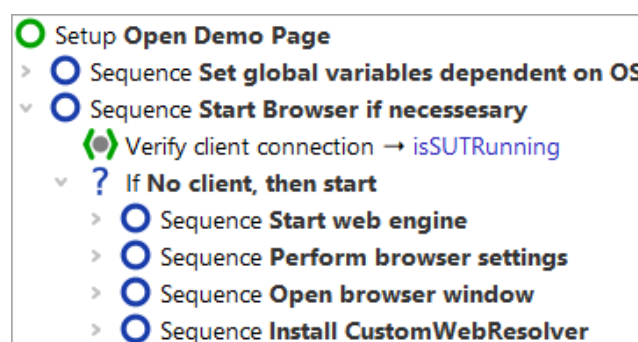 Setup Open Demo Page
Sequence Set global variables dependent on OS
Sequence Start Browser if necessesary
Verify client connection → isSUTRunning
? If No client, then start
Sequence Start web engine
Sequence Perform browser settings
Sequence Open browser window
Sequence Install CustomWebResolver